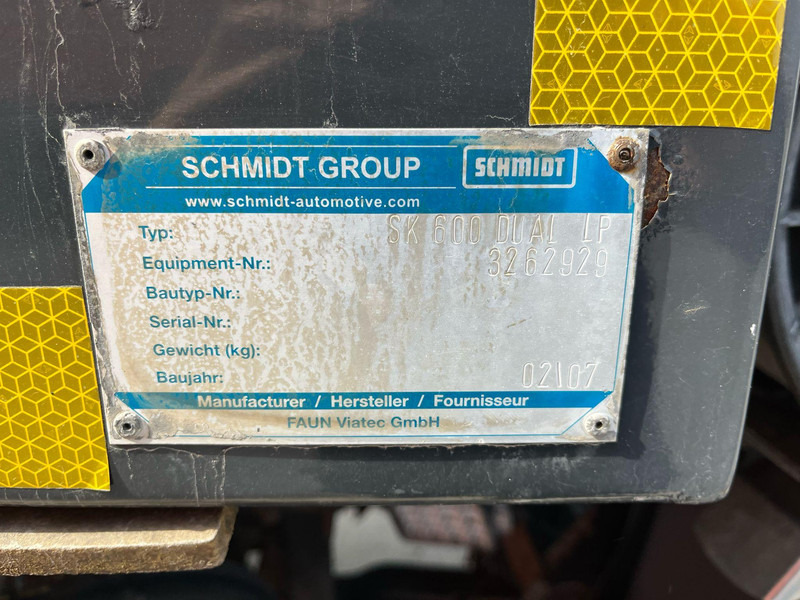 SCHMIDT GROUP SCHMIDT
www.schmidt-automotive.com
Typ: SK 600 DUAL LP
Equipment-Nr.: 3262929
Bautyp-Nr.:
Serial-Nr.:
Gewicht (kg):
Baujahr: 02/07
Manufacturer / Hersteller / Fournisseur
FAUN Viatec GmbH